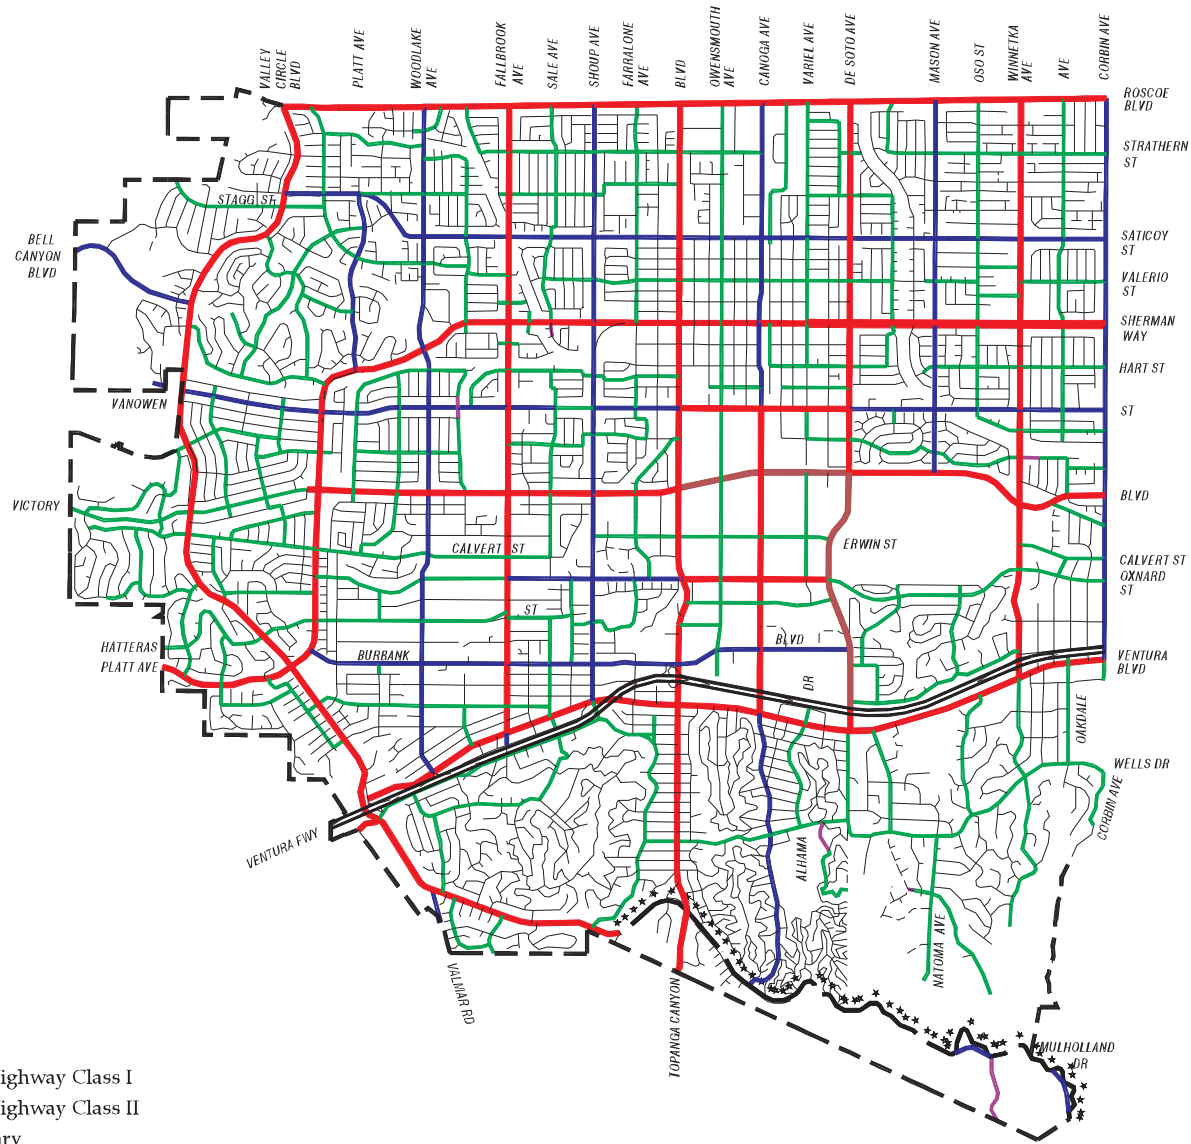 VALLEY
CIRCLE
BLVD
PLATT AVE
WOODLAKE
AVE
FALLBROOK
AVE
SALE AVE
SHOUP AVE
FARRALONE
AVE
BLVD
OWENSMOUTH
AVE
CANOGA AVE
VARIEL AVE
DE SOTO AVE
MASON AVE
OSO ST
WINNETKA
AVE
AVE
CORBIN AVE
ROSCOE
BLVD
STRATHERN
ST
STAGG ST
BELL
CANYON
BLVD
SATICOY
ST
VALERIO
ST
SHERMAN
WAY
HART ST
VANOWEN
ST
VICTORY
BLVD
CALVERT ST
ERWIN ST
CALVERT ST
OXNARD
ST
ST
HATTERAS
PLATT AVE
BURBANK
BLVD
VENTURA
BLVD
DR
OAKDALE
WELLS DR
CORBIN AVE
VENTURA FWY
ALHAMA
NATOMA AVE
VALMAR RD
TOPANGA CANYON
MULHOLLAND
DR
ighway Class I
ighway Class II
ary